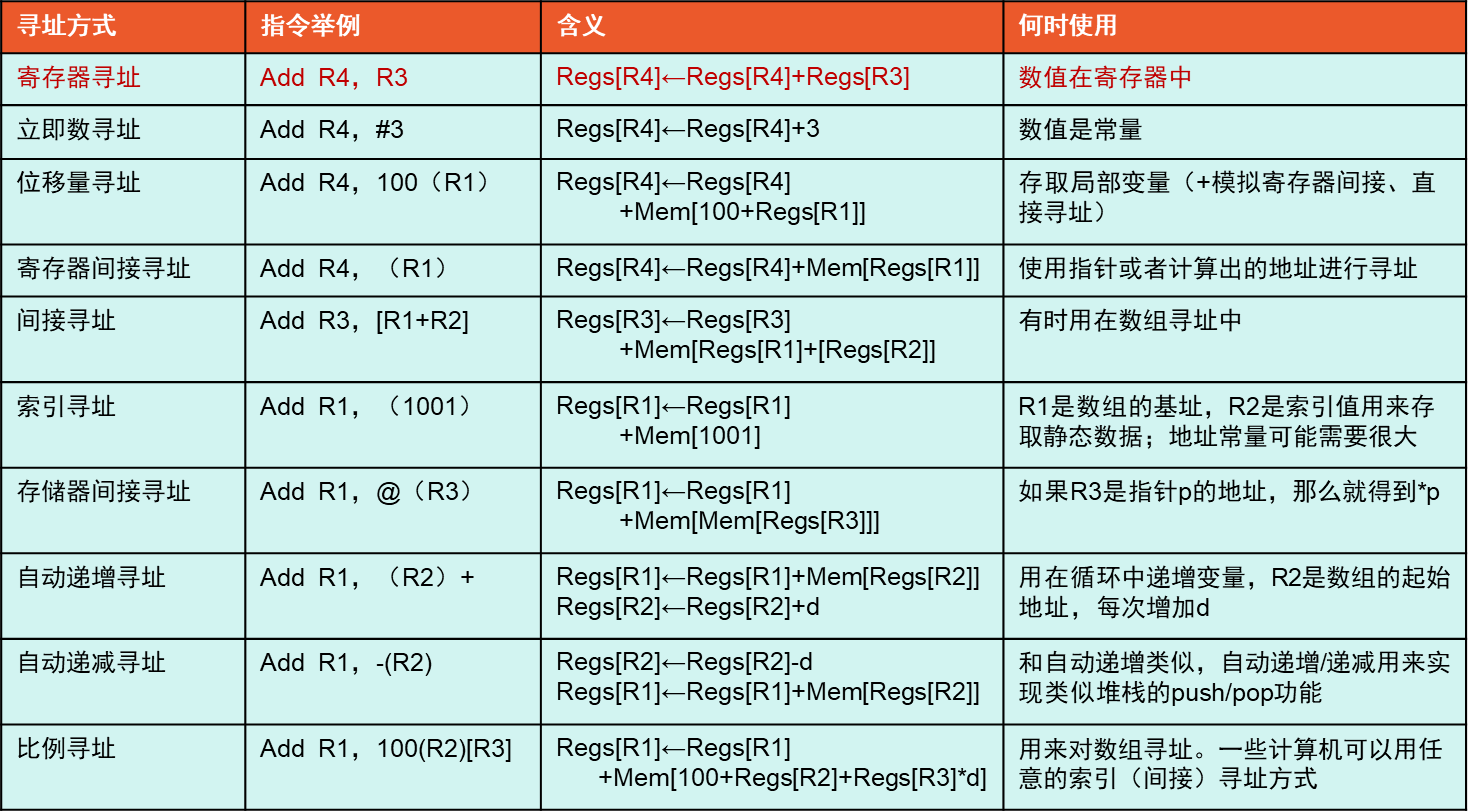 寻址方式 指令举例 含义 何时使用
寄存器寻址 Add R4，R3 Regs[R4]←Regs[R4]+Regs[R3] 数值在寄存器中
立即数寻址 Add R4，#3 Regs[R4]←Regs[R4]+3 数值是常量
位移量寻址 Add R4，100（R1） Regs[R4]←Regs[R4] 存取局部变量（+模拟寄存器间接、直
+Mem[100+Regs[R1]] 接寻址）
寄存器间接寻址 Add R4，（R1） Regs[R4]←Regs[R4]+Mem[Regs[R1]] 使用指针或者计算出的地址进行寻址
间接寻址 Add R3，[R1+R2] Regs[R3]←Regs[R3] 有时用在数组寻址中
+Mem[Regs[R1]+[Regs[R2]]
索引寻址 Add R1，（1001） Regs[R1]←Regs[R1] R1是数组的基址，R2是索引值用来存
+Mem[1001] 取静态数据；地址常量可能需要很大
存储器间接寻址 Add R1，@（R3） Regs[R1]←Regs[R1] 如果R3是指针p的地址，那么就得到*p
+Mem[Mem[Regs[R3]]]
自动递增寻址 Add R1，（R2）+ Regs[R1]←Regs[R1]+Mem[Regs[R2]] 用在循环中递增变量，R2是数组的起始
Regs[R2]←Regs[R2]+d 地址，每次增加d
自动递减寻址 Add R1，-(R2) Regs[R2]←Regs[R2]-d 和自动递增类似，自动递增/递减用来实
Regs[R1]←Regs[R1]+Mem[Regs[R2]] 现类似堆栈的push/pop功能
比例寻址 Add R1，100(R2)[R3] Regs[R1]←Regs[R1] 用来对数组寻址。一些计算机可以用任
+Mem[100+Regs[R2]+Regs[R3]*d] 意的索引（间接）寻址方式